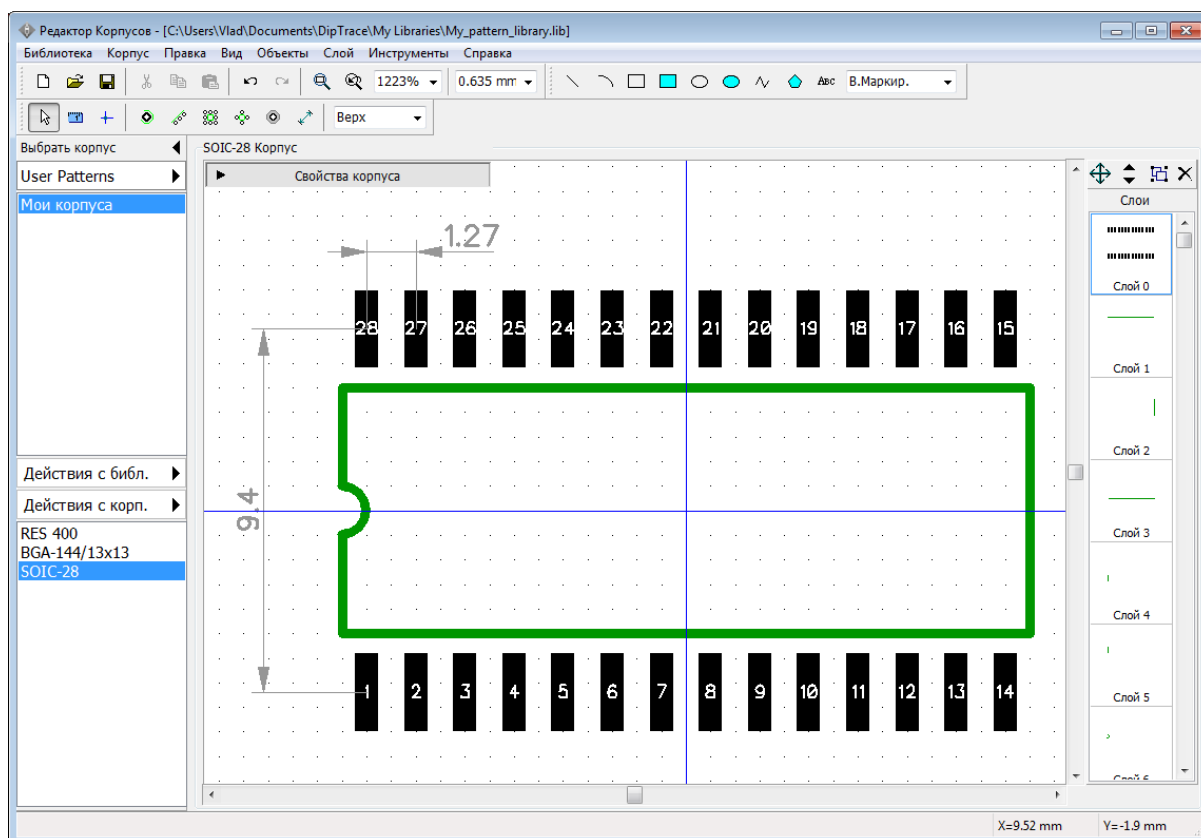 Редактор Корпусов - [C:\Users\Vlad\Documents\DipTrace\My Libraries\My_pattern_library.lib]
Библиотека Корпус Правка Вид Объекты Слой Инструменты Справка
1223% 0.635 mm ABC В.Маркир.
Верх
Выбрать корпус
SOIC-28 Корпус
User Patterns
Свойства корпуса
Мои корпуса
Слои
Слой 0
1.27
28 27 26 25 24 23 22 21 20 19 18 17 16 15
Слой 1
Слой 2
Действия с библ.
9.4
Действия с корп.
Слой 3
RES 400
BGA-144/13x13
SOIC-28
Слой 4
1 2 3 4 5 6 7 8 9 10 11 12 13 14
Слой 5
Слой 6
X=9.52 mm Y=-1.9 mm